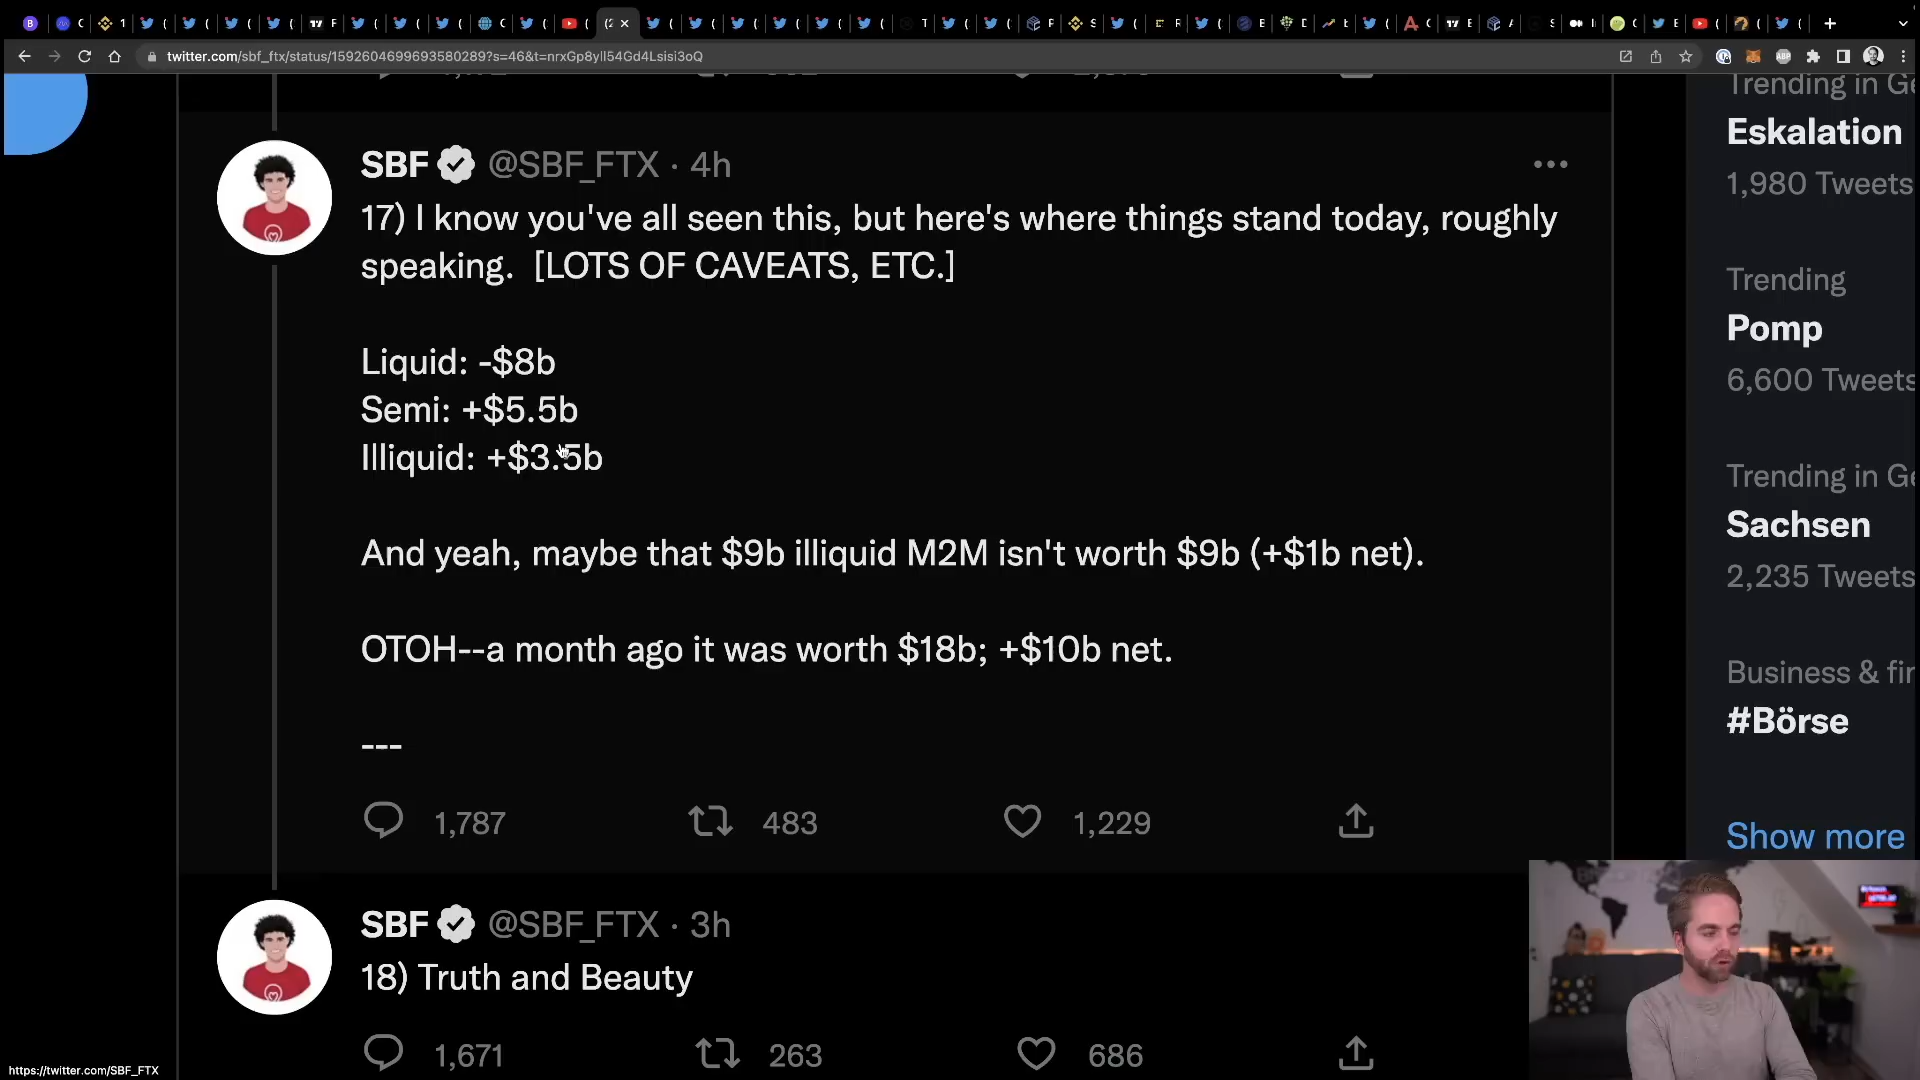 twitter.com/sbf_ftx/status/1592604699693580289?s=46&t=nrxGp8yll54Gd4Lsisi3oQ
SBF @SBF_FTX · 4h
17) I know you've all seen this, but here's where things stand today, roughly
speaking. [LOTS OF CAVEATS, ETC.]
Liquid: -$8b
Semi: +$5.5b
Illiquid: +$3.5b
And yeah, maybe that $9b illiquid M2M isn't worth $9b (+$1b net).
OTOH--a month ago it was worth $18b; +$10b net.
---
1,787 483 1,229
SBF @SBF_FTX · 3h
18) Truth and Beauty
1,671 263 686
Trending in Ge
Eskalation
1,980 Tweets
Trending
Pomp
6,600 Tweets
Trending in Ge
Sachsen
2,235 Tweets
Business & fin
#Börse
Show more
https://twitter.com/SBF_FTX